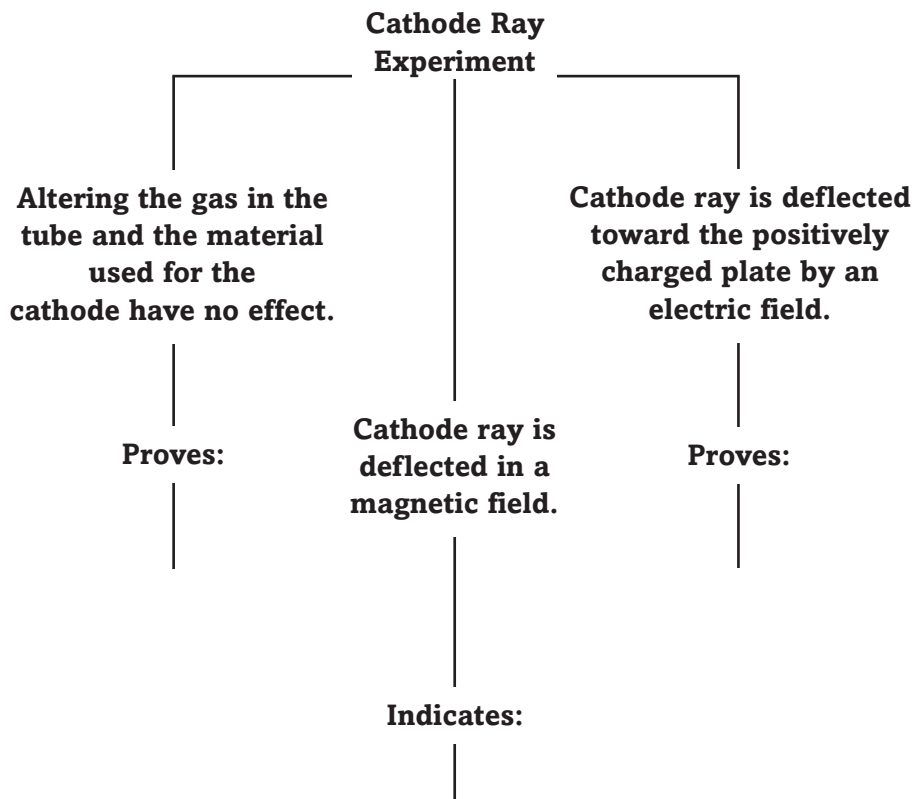 Cathode Ray
Experiment
Altering the gas in the
tube and the material
used for the
cathode have no effect.
Proves:
Cathode ray is
deflected in a
magnetic field.
Indicates:
Cathode ray is deflected
toward the positively
charged plate by an
electric field.
Proves: